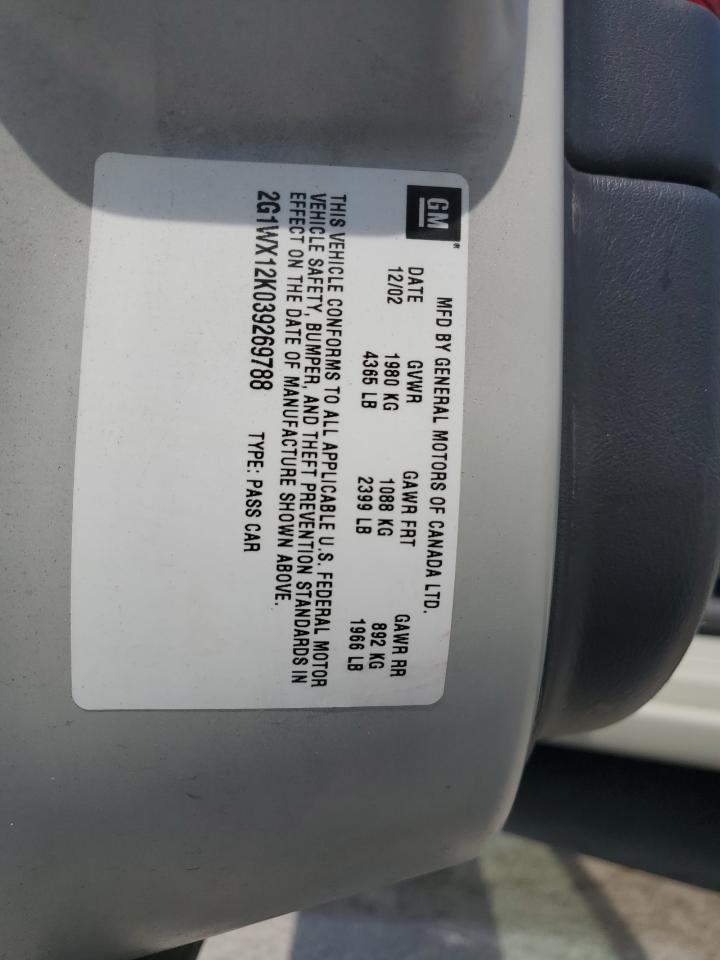 GM
MFD BY GENERAL MOTORS OF CANADA LTD.
DATE GVWR GAWR FRT GAWR RR
12/02 1980 KG 1088 KG 892 KG
4365 LB 2399 LB 1966 LB
THIS VEHICLE CONFORMS TO ALL APPLICABLE U.S. FEDERAL MOTOR
VEHICLE SAFETY, BUMPER, AND THEFT PREVENTION STANDARDS IN
EFFECT ON THE DATE OF MANUFACTURE SHOWN ABOVE.
2G1WX12K039269788 TYPE: PASS CAR